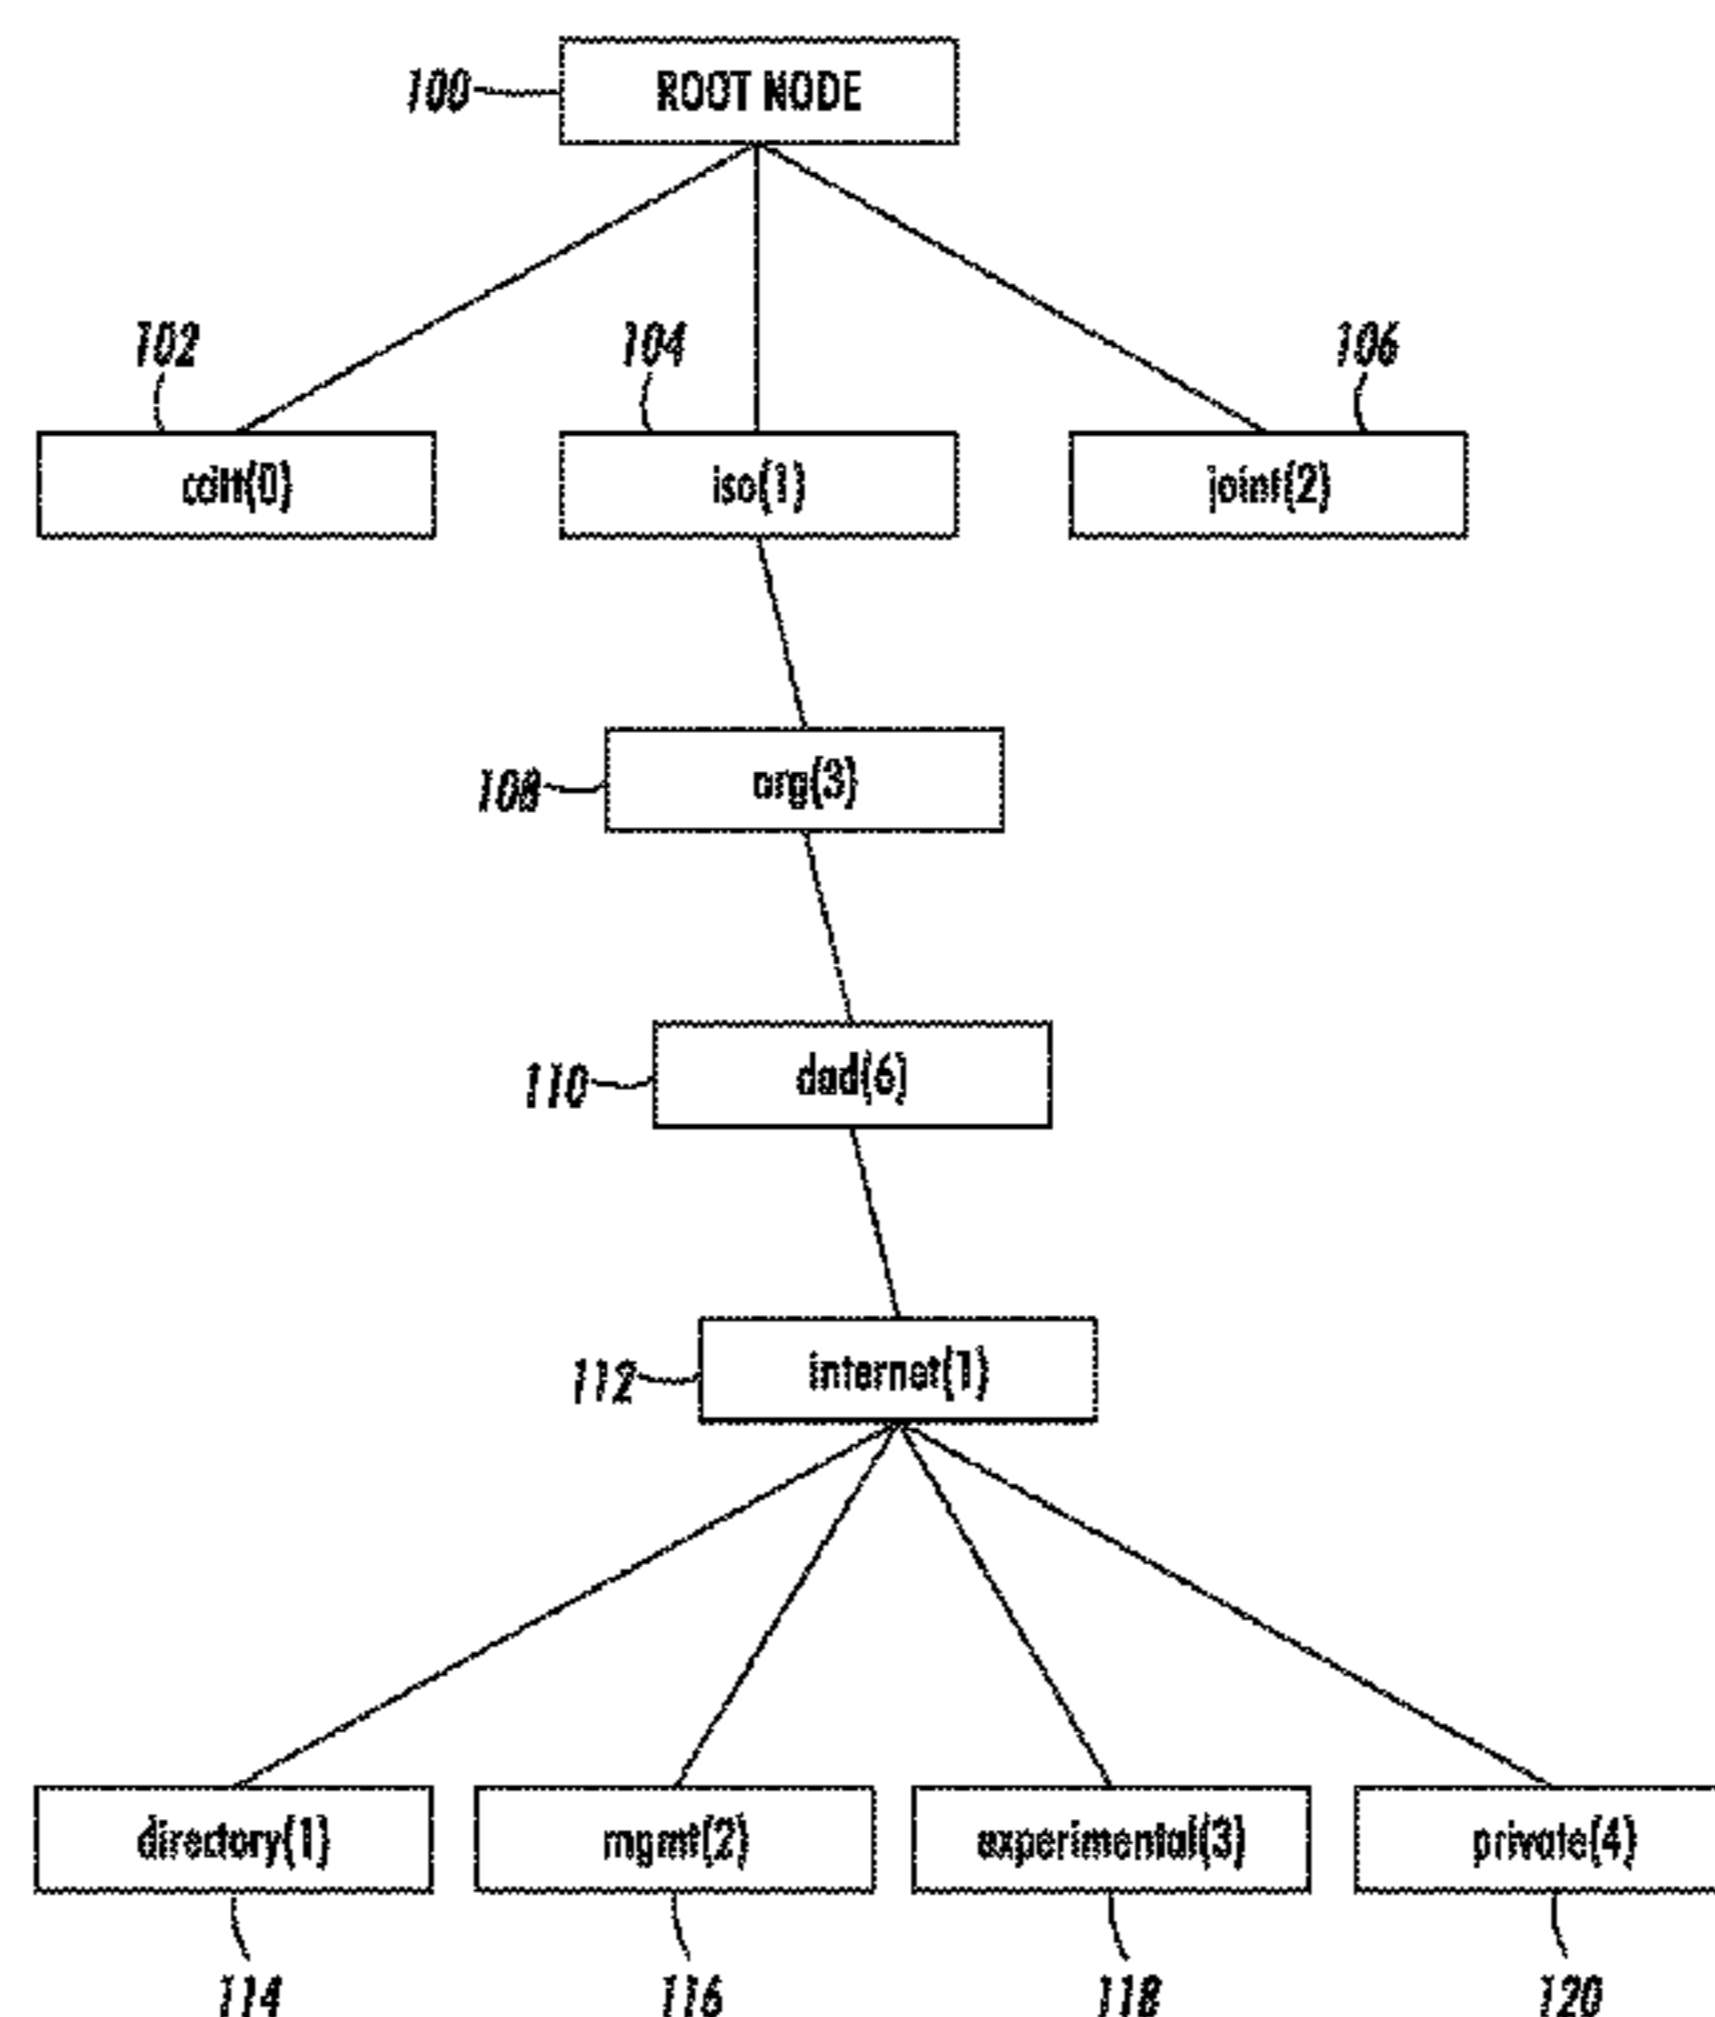 100 ROOT NODE
102 104 106
ccitt(0) iso(1) joint(2)
108 org(3)
110 dod(6)
112 internet(1)
directory(1) mgmt(2) experimental(3) private(4)
114 116 118 120